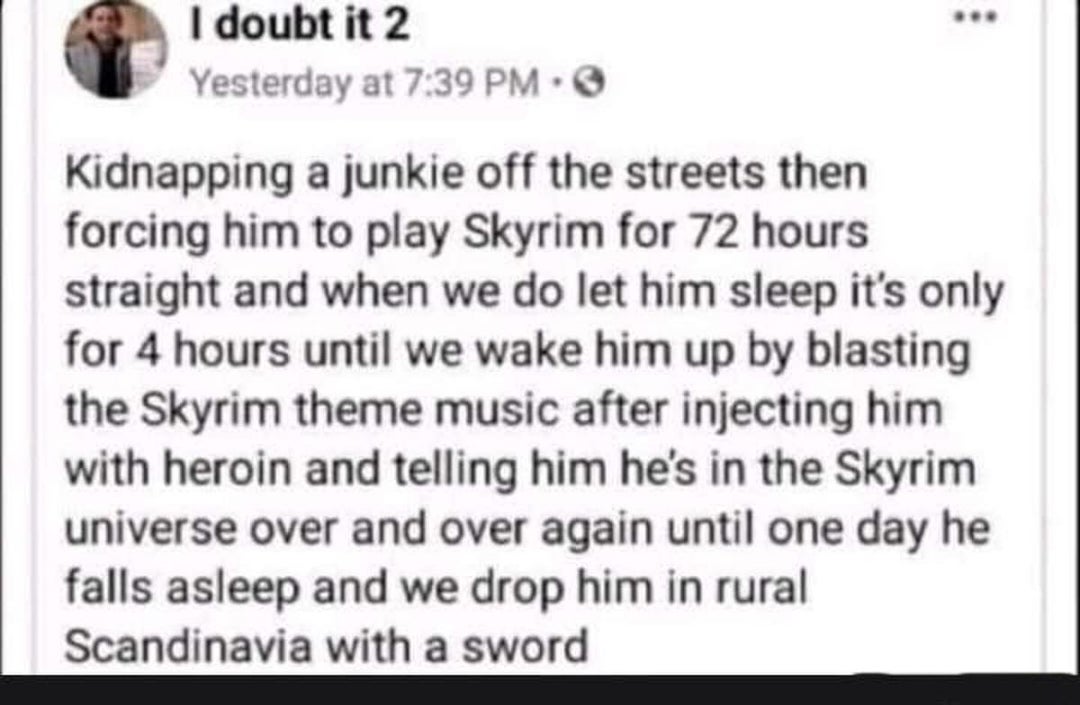 I doubt it 2
Yesterday at 7:39 PM ·
Kidnapping a junkie off the streets then
forcing him to play Skyrim for 72 hours
straight and when we do let him sleep it's only
for 4 hours until we wake him up by blasting
the Skyrim theme music after injecting him
with heroin and telling him he's in the Skyrim
universe over and over again until one day he
falls asleep and we drop him in rural
Scandinavia with a sword